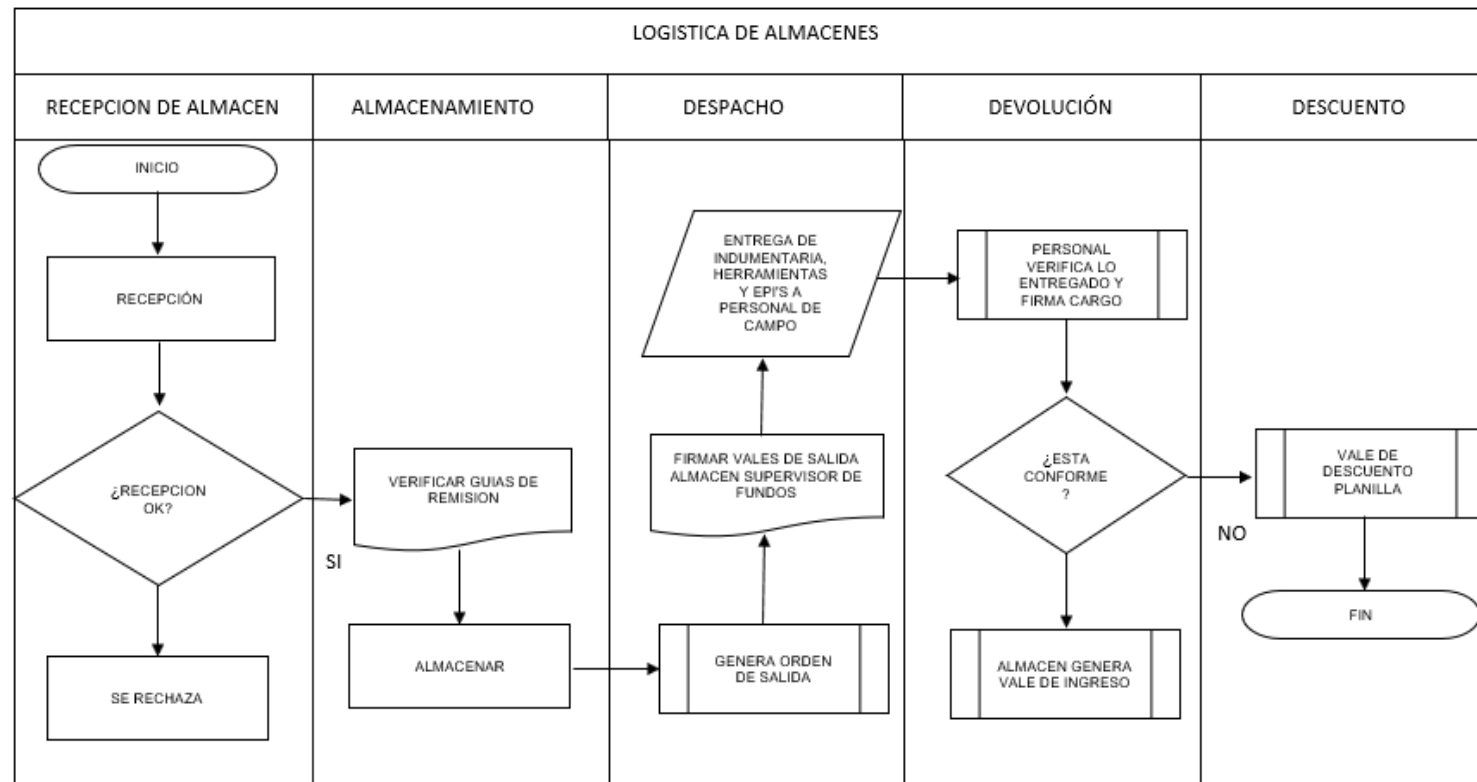 LOGISTICA DE ALMACENES
RECEPCION DE ALMACEN
ALMACENAMIENTO
DESPACHO
DEVOLUCIÓN
DESCUENTO
INICIO
RECEPCIÓN
¿RECEPCION
OK?
SE RECHAZA
SI
VERIFICAR GUIAS DE
REMISION
ALMACENAR
GENERA ORDEN
DE SALIDA
FIRMAR VALES DE SALIDA
ALMACEN SUPERVISOR DE
FUNDOS
ENTREGA DE
INDUMENTARIA,
HERRAMIENTAS
Y EPI'S A
PERSONAL DE
CAMPO
PERSONAL
VERIFICA LO
ENTREGADO Y
FIRMA CARGO
¿ESTA
CONFORME
?
ALMACEN GENERA
VALE DE INGRESO
NO
VALE DE
DESCUENTO
PLANILLA
FIN